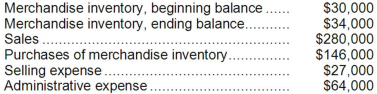 Merchandise inventory, beginning balance ...... $30,000
Merchandise inventory, ending balance........... $34,000
Sales ............................................................. $280,000
Purchases of merchandise inventory............... $146,000
Selling expense.............................................. $27,000
Administrative expense................................... $64,000